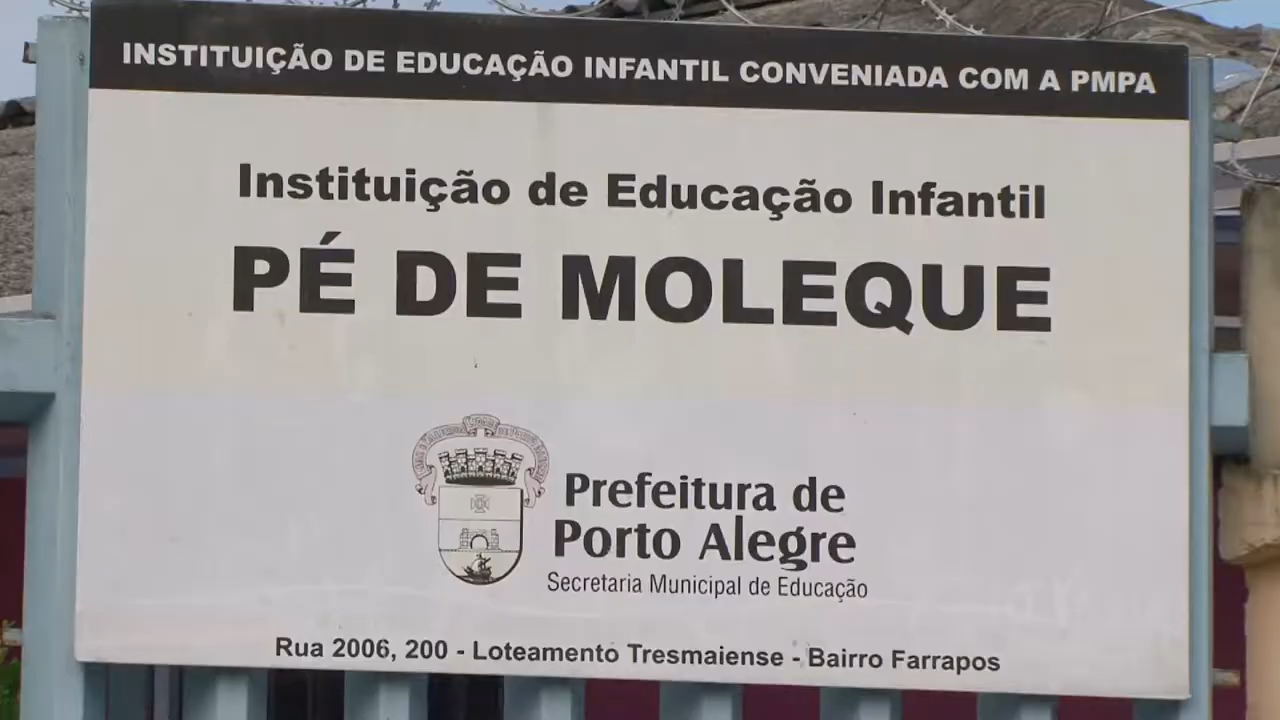 INSTITUIÇÃO DE EDUCAÇÃO INFANTIL CONVENIADA COM A PMPA
Instituição de Educação Infantil
PÉ DE MOLEQUE
Prefeitura de
Porto Alegre
Secretaria Municipal de Educação
Rua 2006, 200 - Loteamento Tresmaiense - Bairro Farrapos